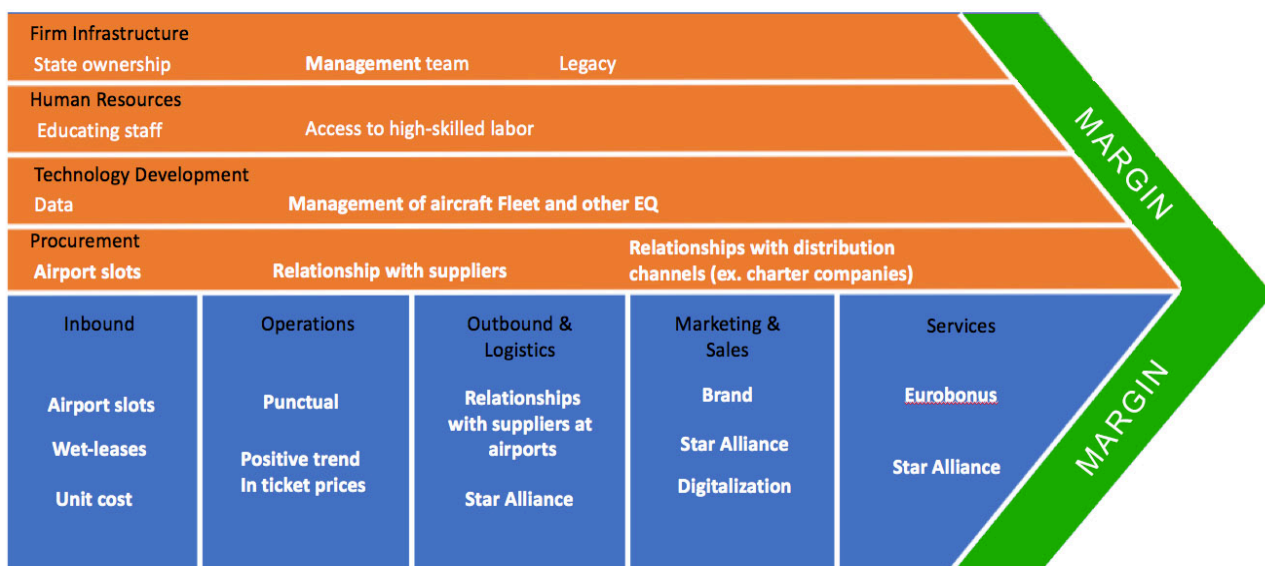 Firm Infrastructure
State ownership Management team Legacy
Human Resources
Educating staff Access to high-skilled labor
Technology Development
Data Management of aircraft Fleet and other EQ
Procurement
Airport slots Relationship with suppliers Relationships with distribution
channels (ex. charter companies)
Inbound
Airport slots
Wet-leases
Unit cost
Operations
Punctual
Positive trend
In ticket prices
Outbound &
Logistics
Relationships
with suppliers at
airports
Star Alliance
Marketing &
Sales
Brand
Star Alliance
Digitalization
Services
Eurobonus
Star Alliance
MARGIN
MARGIN